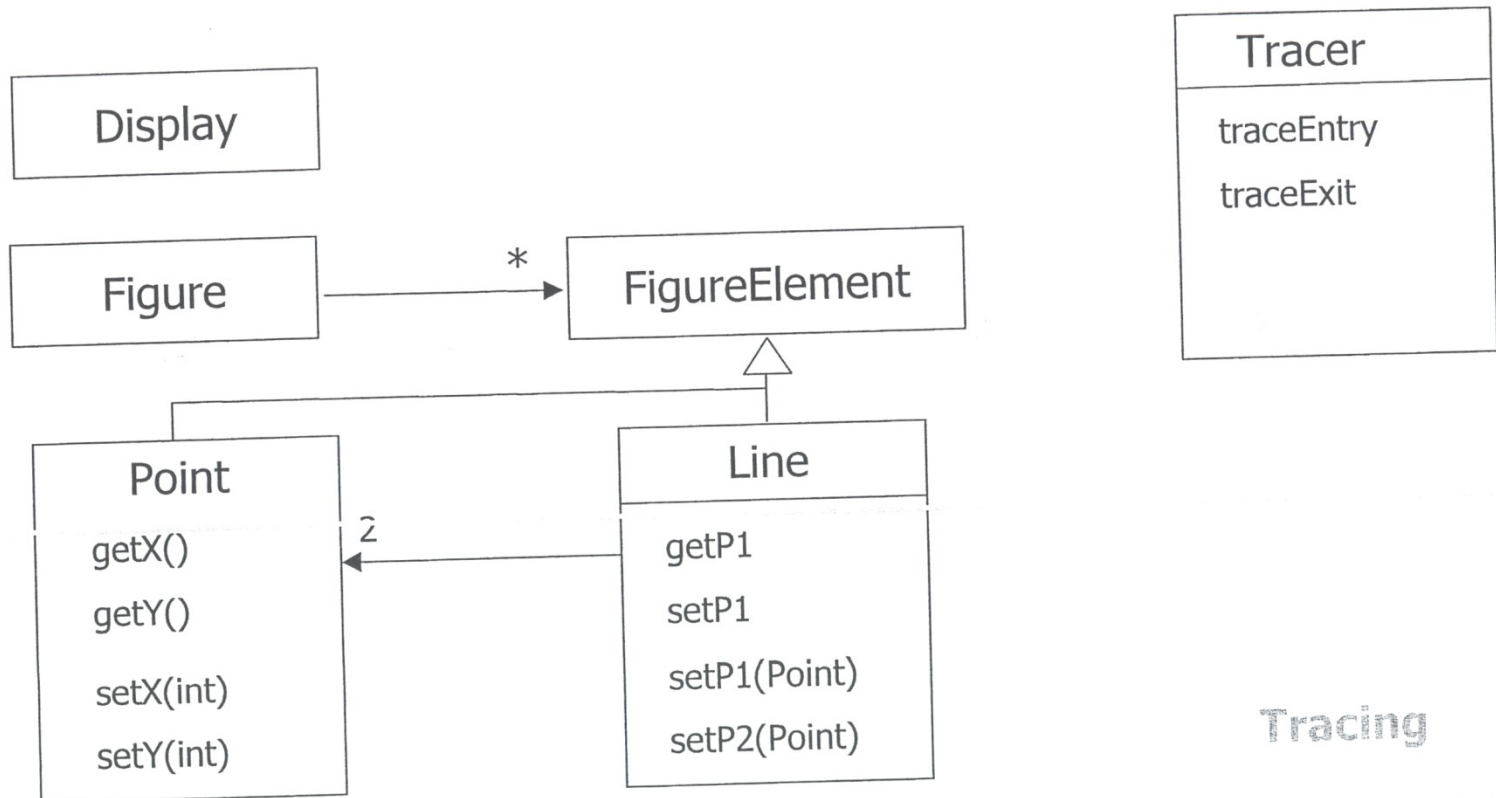 Display
Figure
*
FigureElement
Point
getX()
getY()
setX(int)
setY(int)
2
Line
getP1
setP1
setP1(Point)
setP2(Point)
Tracer
traceEntry
traceExit
Tracing